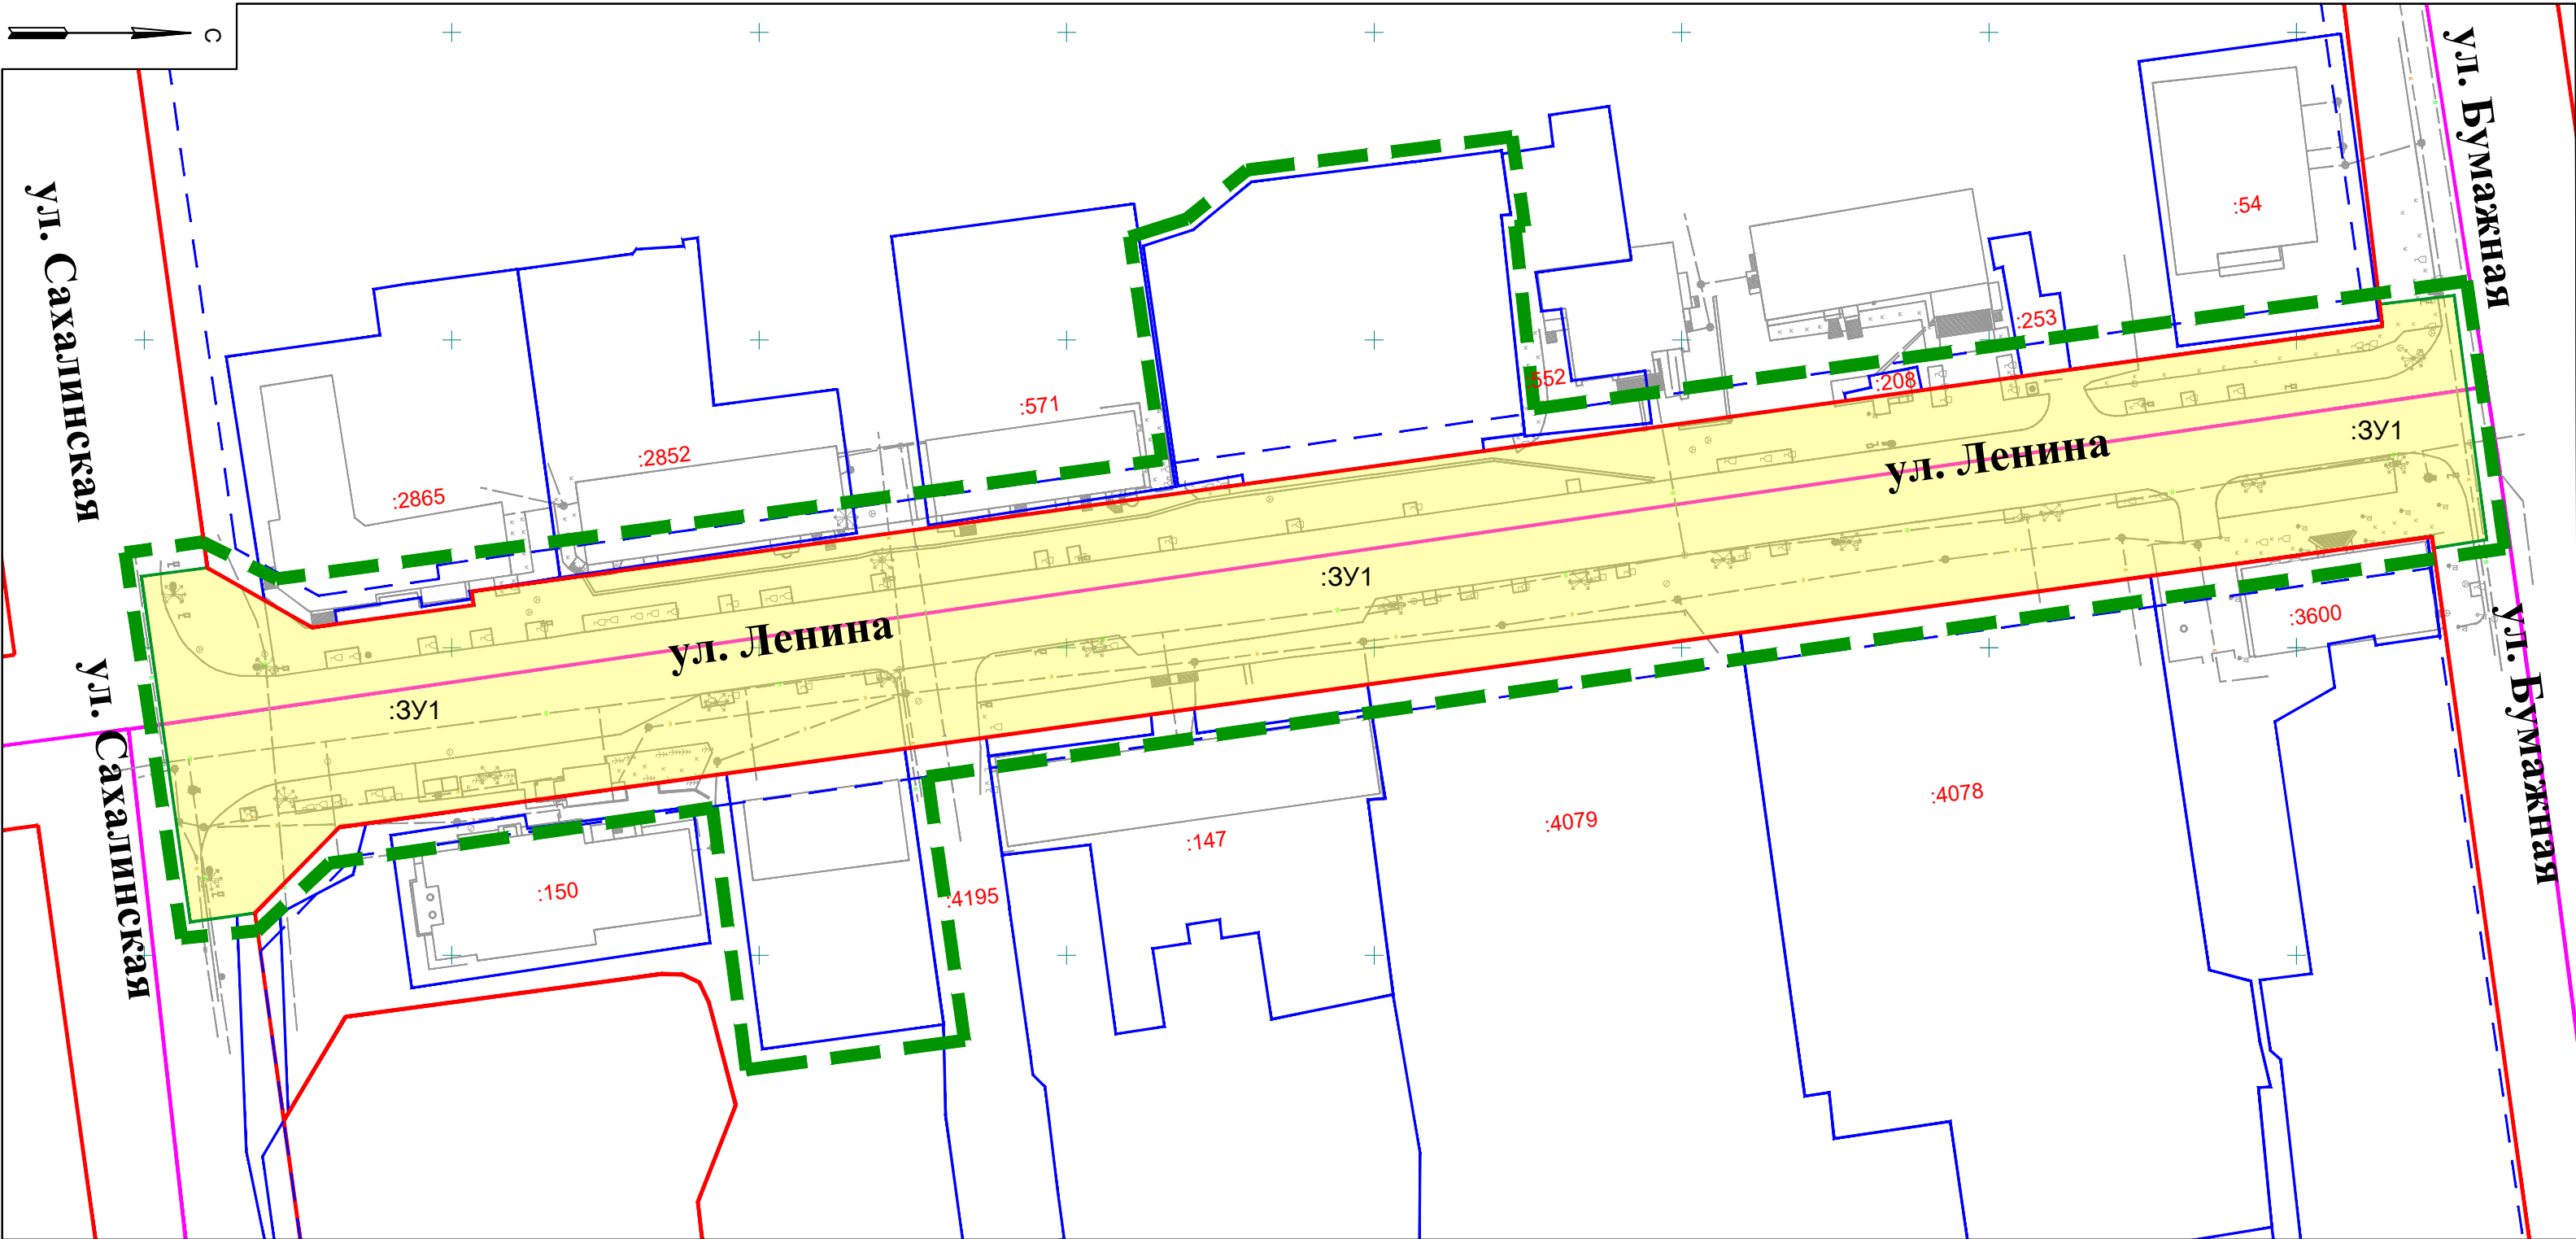 С
ул. Сахалинская
ул. Бумажная
:54
:253
:552
:208
:571
:2852
:2865
ул. Ленина
:ЗУ1
:ЗУ1
ул. Ленина
:ЗУ1
:3600
ул. Сахалинская
ул. Бумажная
:4078
:4079
:147
:150
:4195